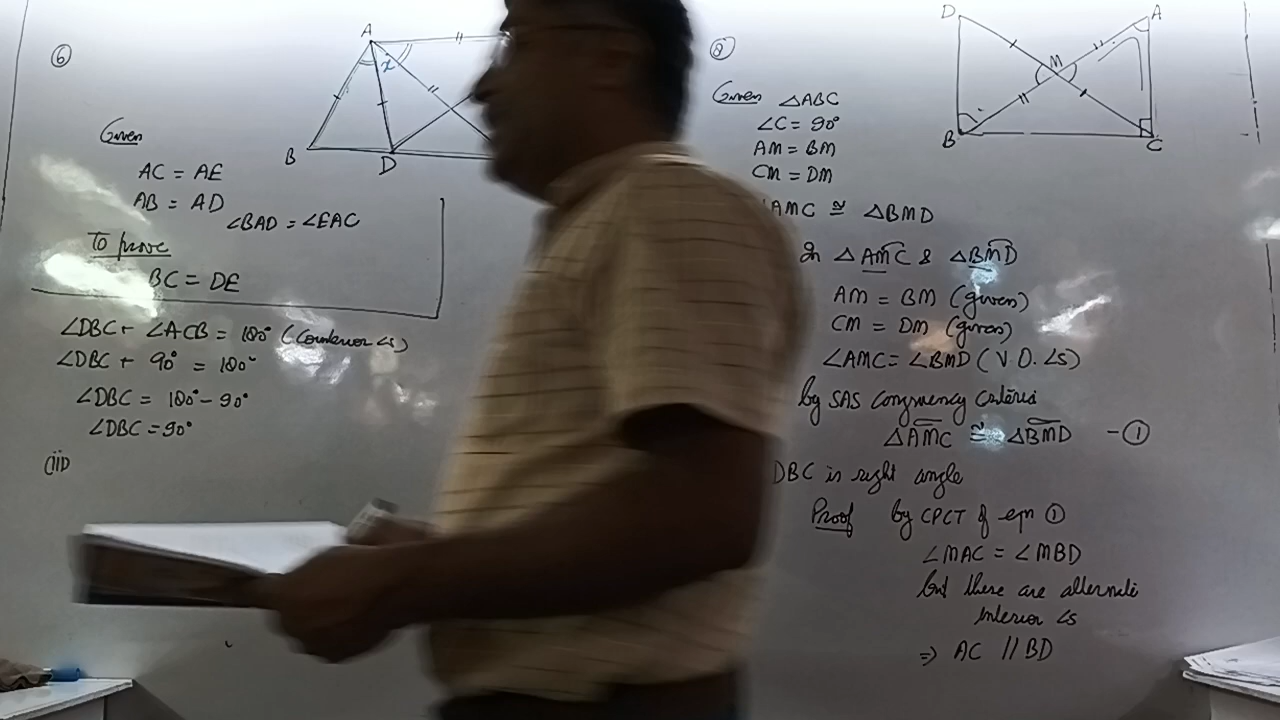 ⑥
A
x
B
D
Given
AC = AE
AB = AD
∠BAD = ∠EAC
To prove
BC = DE
∠DBC + ∠ACB = 180° (Cointerior ∠s)
∠DBC + 90° = 180°
∠DBC = 180° - 90°
∠DBC = 90°
(iii)
⑧
D
A
M
B
C
Given △ABC
∠C = 90°
AM = BM
CM = DM
AMC ≅ △BMD
In △AMC & △BMD
AM = BM (given)
CM = DM (given)
∠AMC = ∠BMD (V.O.∠s)
by SAS congruency criteria
△AMC ≅ △BMD - ①
DBC is right angle
Proof by CPCT of eqn ①
∠MAC = ∠MBD
but these are alternate
interior ∠s
⇒ AC // BD